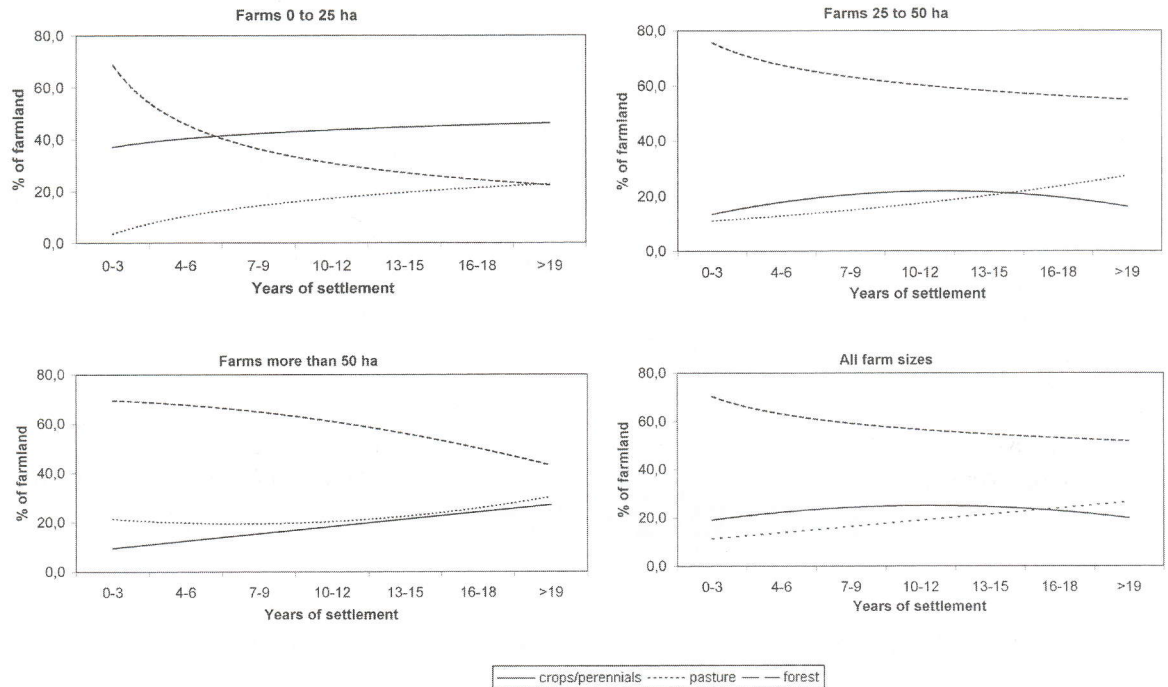 Farms 0 to 25 ha
80,0
60,0
40,0
20,0
0,0
% of farmland
0-3 4-6 7-9 10-12 13-15 16-18 >19
Years of settlement
Farms 25 to 50 ha
80,0
60,0
40,0
20,0
0,0
% of farmland
0-3 4-6 7-9 10-12 13-15 16-18 >19
Years of settlement
Farms more than 50 ha
80,0
60,0
40,0
20,0
0,0
% of farmland
0-3 4-6 7-9 10-12 13-15 16-18 >19
Years of settlement
All farm sizes
80,0
60,0
40,0
20,0
0,0
% of farmland
0-3 4-6 7-9 10-12 13-15 16-18 >19
Years of settlement
crops/perennials pasture forest